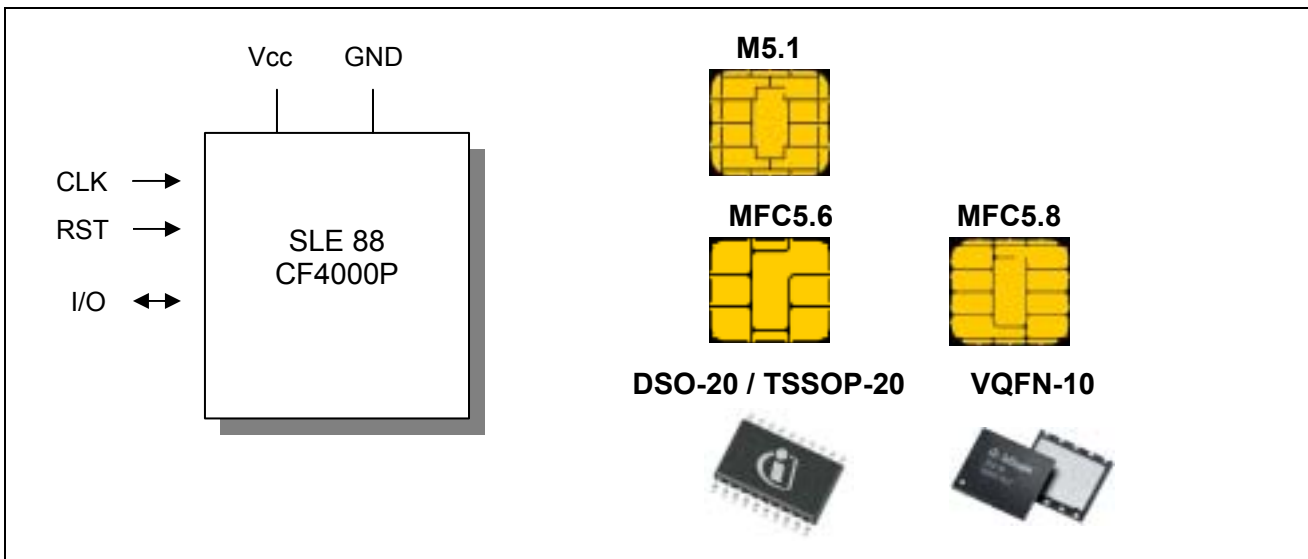 Vcc GND
CLK
RST
I/O
SLE 88
CF4000P
M5.1
MFC5.6 MFC5.8
DSO-20 / TSSOP-20 VQFN-10